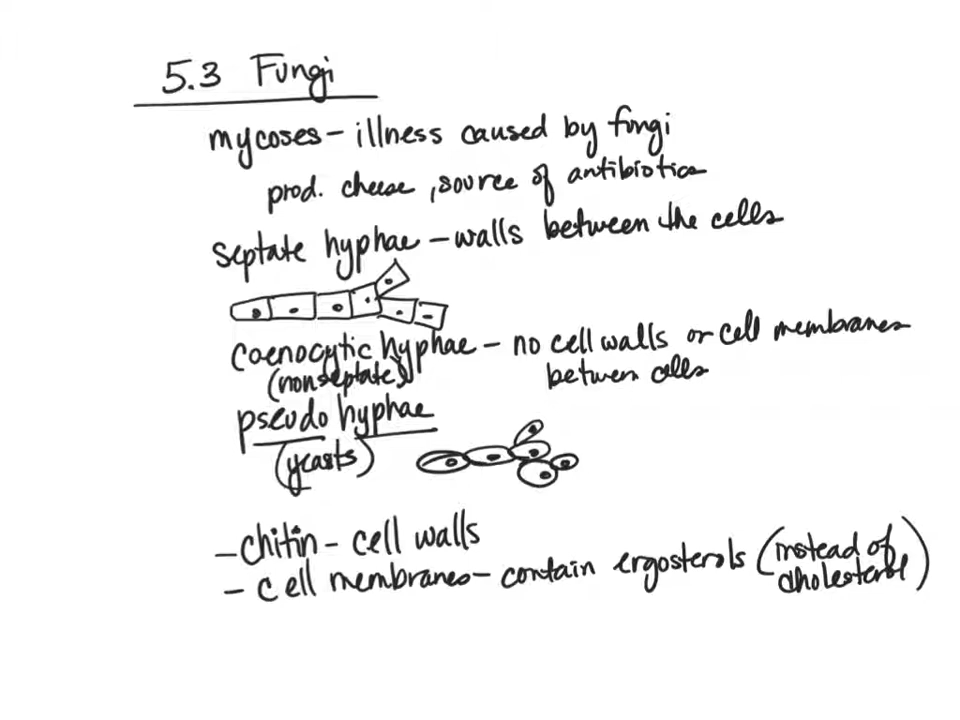 5.3 Fungi
mycoses - illness caused by fungi
prod. cheese, source of antibiotics
septate hyphae - walls between the cells
coenocytic hyphae - no cell walls or cell membranes
(nonseptate) between cells
pseudo hyphae
(yeasts)
- chitin - cell walls
- cell membranes - contain ergosterols (instead of
cholesterol)